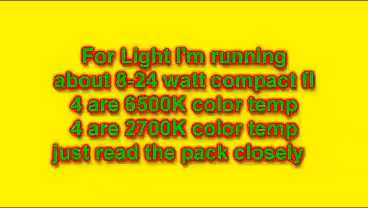 For Light I'm running
about 8-24 watt compact fl
4 are 6500K color temp
4 are 2700K color temp
just read the pack closely